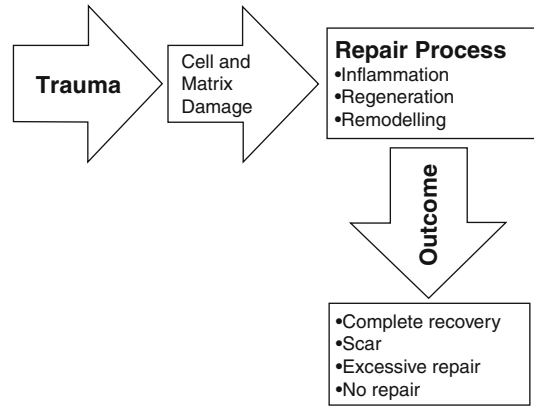 Trauma
Cell and
Matrix
Damage
Repair Process
•Inflammation
•Regeneration
•Remodelling
Outcome
•Complete recovery
•Scar
•Excessive repair
•No repair